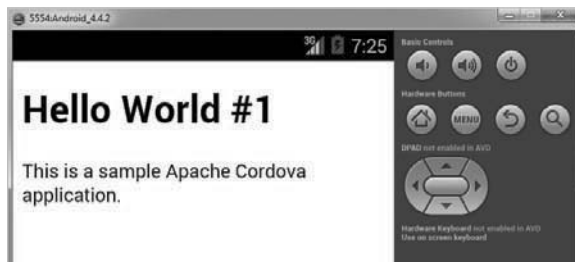 5554:Android_4.4.2
3G 7:25
Hello World #1
This is a sample Apache Cordova
application.
Basic Controls
Hardware Buttons
MENU
DPAD not enabled in AVD
Hardware Keyboard not enabled in AVD
Use on screen keyboard